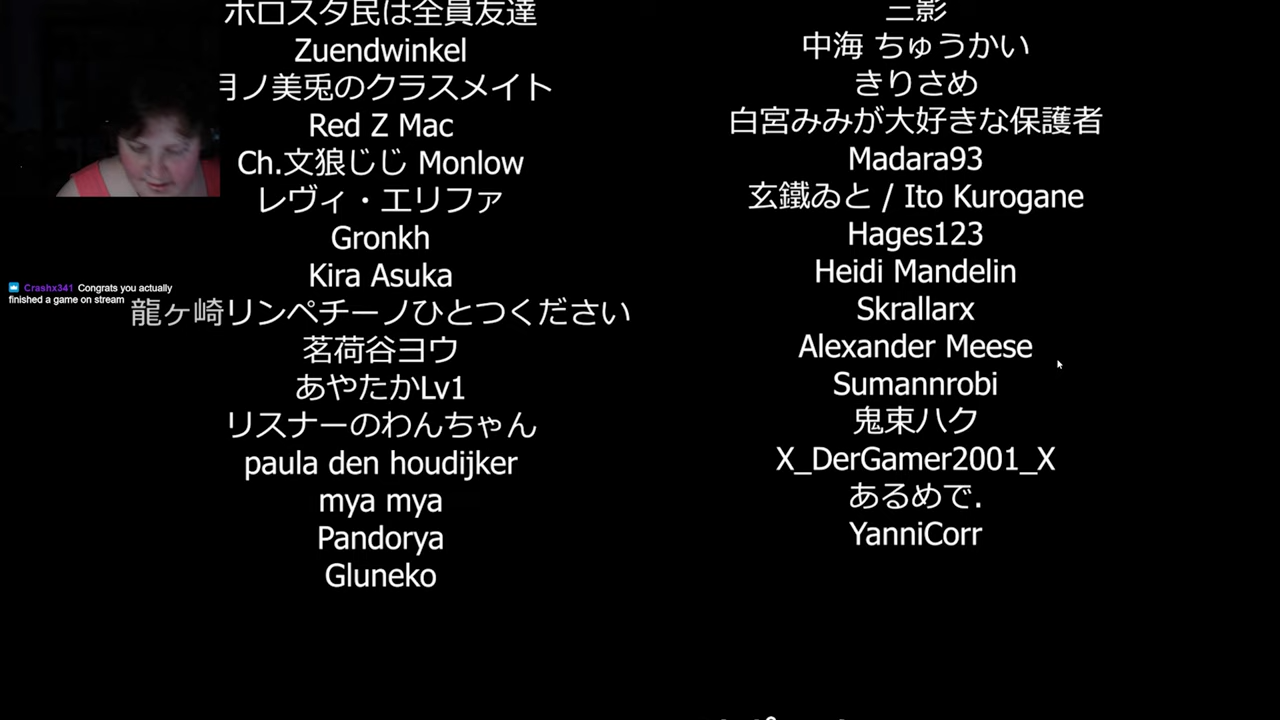 ホロスタ民は全員友達
Zuendwinkel
月ノ美兎のクラスメイト
Red Z Mac
Ch.文狼じじ Monlow
レヴィ・エリファ
Gronkh
Kira Asuka
龍ヶ崎リンペチーノひとつください
茗荷谷ヨウ
あやたかLv1
リスナーのわんちゃん
paula den houdijker
mya mya
Pandorya
Gluneko
三影
中海 ちゅうかい
きりさめ
白宮みみが大好きな保護者
Madara93
玄鐵ゐと / Ito Kurogane
Hages123
Heidi Mandelin
Skrallarx
Alexander Meese
Sumannrobi
鬼束ハク
X_DerGamer2001_X
あるめで.
YanniCorr
Crashx341 Congrats you actually
finished a game on stream